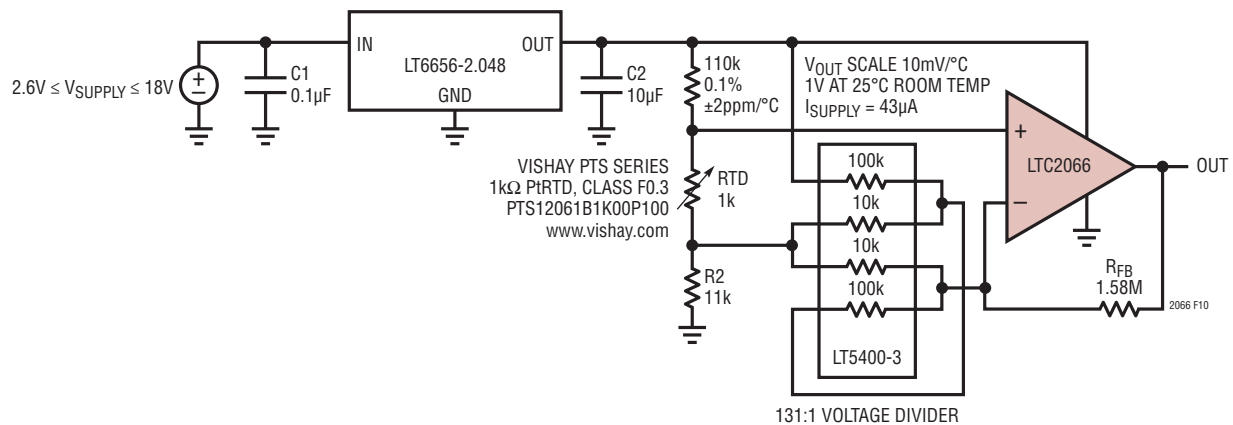 2.6V ≤ VSUPPLY ≤ 18V
+
–
C1
0.1µF
IN
OUT
LT6656-2.048
GND
C2
10µF
110k
0.1%
±2ppm/°C
VOUT SCALE 10mV/°C
1V AT 25°C ROOM TEMP
ISUPPLY = 43µA
VISHAY PTS SERIES
1kΩ PtRTD, CLASS F0.3
PTS12061B1K00P100
www.vishay.com
RTD
1k
R2
11k
100k
10k
10k
100k
LT5400-3
131:1 VOLTAGE DIVIDER
+
–
LTC2066
OUT
RFB
1.58M
2066 F10